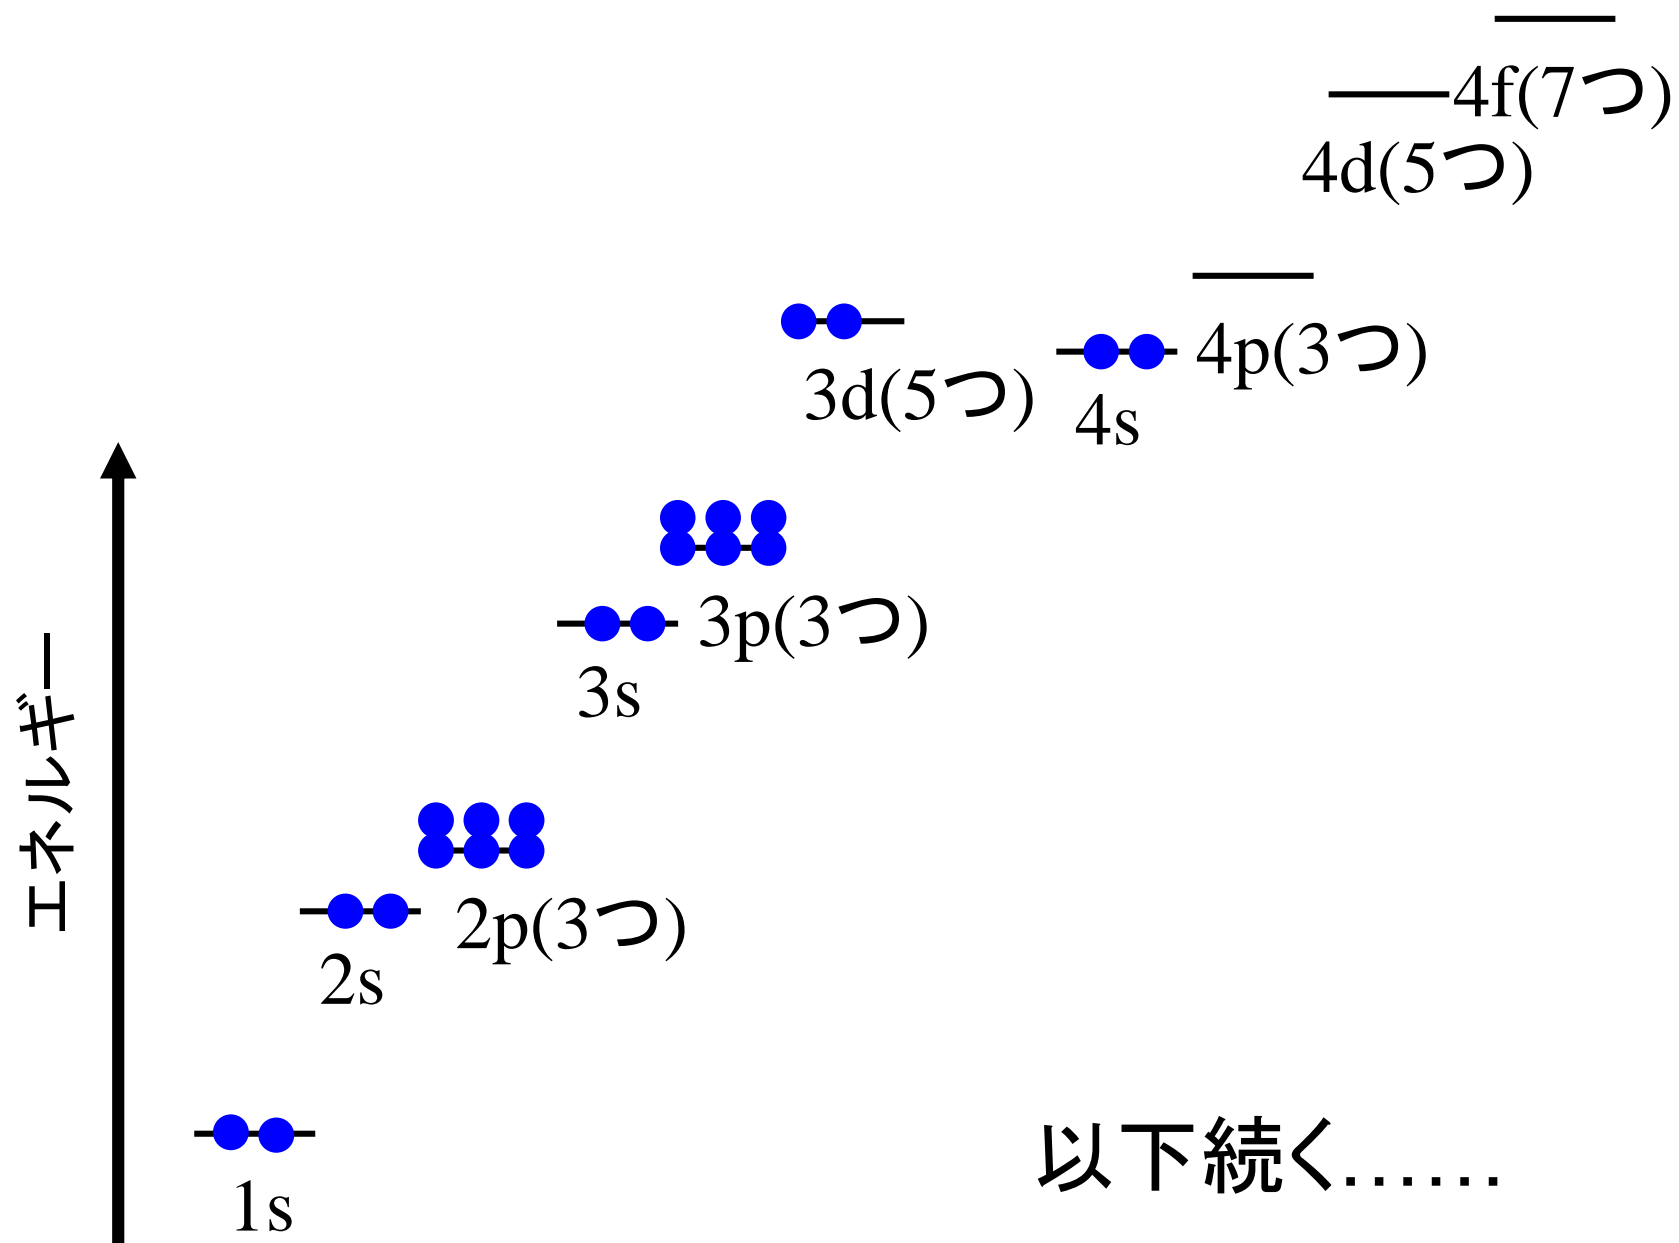 4f(7つ)
4d(5つ)
4p(3つ)
3d(5つ)
4s
3p(3つ)
3s
エネルギー
2p(3つ)
2s
以下続く……
1s